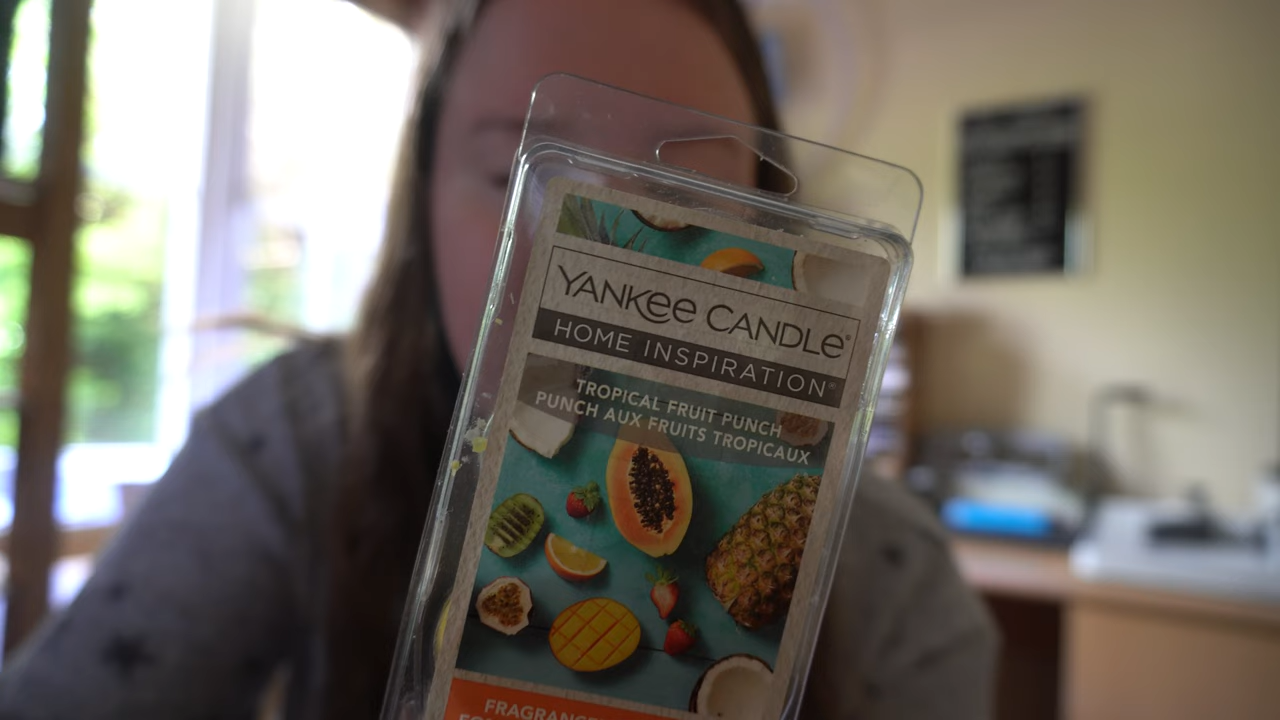 YANKEE CANDLE®
HOME INSPIRATION®
TROPICAL FRUIT PUNCH
PUNCH AUX FRUITS TROPICAUX